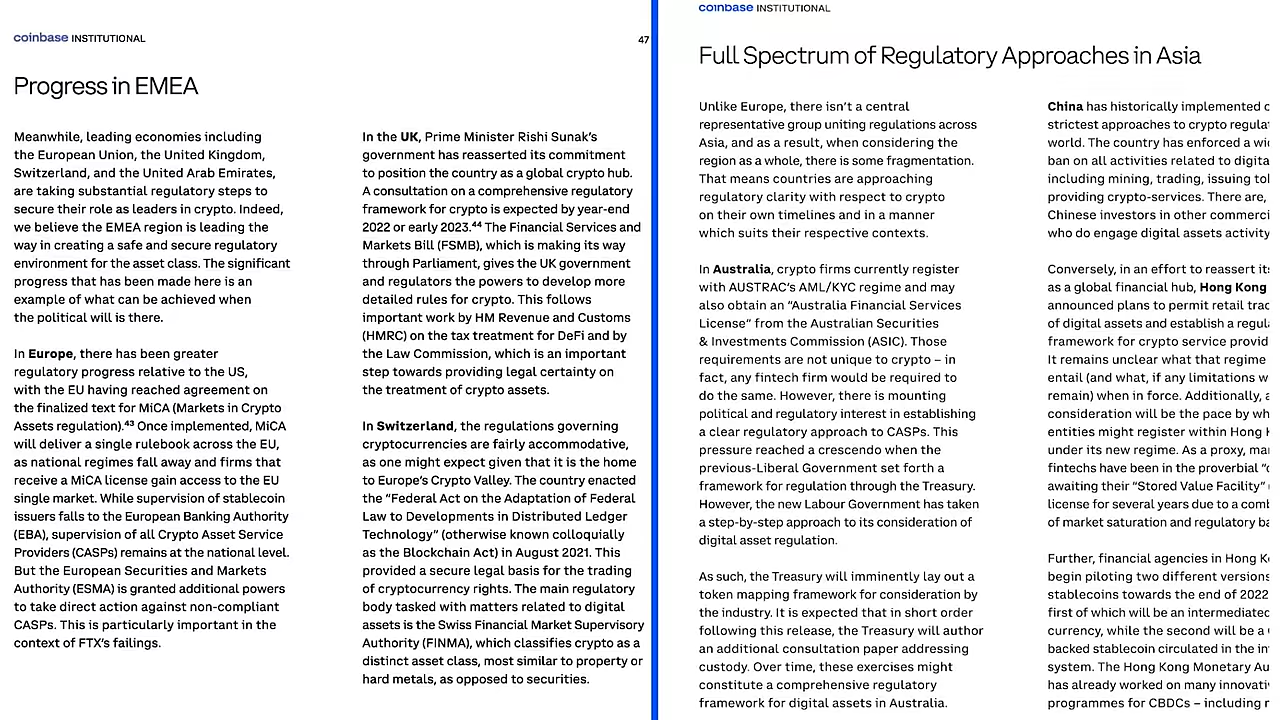 coinbase INSTITUTIONAL
47
Progress in EMEA
Meanwhile, leading economies including
the European Union, the United Kingdom,
Switzerland, and the United Arab Emirates,
are taking substantial regulatory steps to
secure their role as leaders in crypto. Indeed,
we believe the EMEA region is leading the
way in creating a safe and secure regulatory
environment for the asset class. The significant
progress that has been made here is an
example of what can be achieved when
the political will is there.
In Europe, there has been greater
regulatory progress relative to the US,
with the EU having reached agreement on
the finalized text for MiCA (Markets in Crypto
Assets regulation).43 Once implemented, MiCA
will deliver a single rulebook across the EU,
as national regimes fall away and firms that
receive a MiCA license gain access to the EU
single market. While supervision of stablecoin
issuers falls to the European Banking Authority
(EBA), supervision of all Crypto Asset Service
Providers (CASPs) remains at the national level.
But the European Securities and Markets
Authority (ESMA) is granted additional powers
to take direct action against non-compliant
CASPs. This is particularly important in the
context of FTX's failings.
In the UK, Prime Minister Rishi Sunak's
government has reasserted its commitment
to position the country as a global crypto hub.
A consultation on a comprehensive regulatory
framework for crypto is expected by year-end
2022 or early 2023.44 The Financial Services and
Markets Bill (FSMB), which is making its way
through Parliament, gives the UK government
and regulators the powers to develop more
detailed rules for crypto. This follows
important work by HM Revenue and Customs
(HMRC) on the tax treatment for DeFi and by
the Law Commission, which is an important
step towards providing legal certainty on
the treatment of crypto assets.
In Switzerland, the regulations governing
cryptocurrencies are fairly accommodative,
as one might expect given that it is the home
to Europe's Crypto Valley. The country enacted
the "Federal Act on the Adaptation of Federal
Law to Developments in Distributed Ledger
Technology" (otherwise known colloquially
as the Blockchain Act) in August 2021. This
provided a secure legal basis for the trading
of cryptocurrency rights. The main regulatory
body tasked with matters related to digital
assets is the Swiss Financial Market Supervisory
Authority (FINMA), which classifies crypto as a
distinct asset class, most similar to property or
hard metals, as opposed to securities.
coinbase INSTITUTIONAL
Full Spectrum of Regulatory Approaches in Asia
Unlike Europe, there isn't a central
representative group uniting regulations across
Asia, and as a result, when considering the
region as a whole, there is some fragmentation.
That means countries are approaching
regulatory clarity with respect to crypto
on their own timelines and in a manner
which suits their respective contexts.
In Australia, crypto firms currently register
with AUSTRAC's AML/KYC regime and may
also obtain an "Australia Financial Services
License" from the Australian Securities
& Investments Commission (ASIC). Those
requirements are not unique to crypto – in
fact, any fintech firm would be required to
do the same. However, there is mounting
political and regulatory interest in establishing
a clear regulatory approach to CASPs. This
pressure reached a crescendo when the
previous-Liberal Government set forth a
framework for regulation through the Treasury.
However, the new Labour Government has taken
a step-by-step approach to its consideration of
digital asset regulation.
As such, the Treasury will imminently lay out a
token mapping framework for consideration by
the industry. It is expected that in short order
following this release, the Treasury will author
an additional consultation paper addressing
custody. Over time, these exercises might
constitute a comprehensive regulatory
framework for digital assets in Australia.
China has historically implemented
strictest approaches to crypto
world. The country has enforced a
ban on all activities related to
including mining, trading, issuing
providing crypto-services. There are,
Chinese investors in other
who do engage digital assets activity
Conversely, in an effort to reassert
as a global financial hub, Hong Kong
announced plans to permit retail
of digital assets and establish a
framework for crypto service
It remains unclear what that regime
entail (and what, if any limitations
remain) when in force. Additionally,
consideration will be the pace by
entities might register within Hong
under its new regime. As a proxy,
fintechs have been in the proverbial
awaiting their "Stored Value Facility"
license for several years due to a
of market saturation and regulatory
Further, financial agencies in Hong
begin piloting two different versions
stablecoins towards the end of 2022
first of which will be an
currency, while the second will be a
backed stablecoin circulated in the
system. The Hong Kong Monetary
has already worked on many
programmes for CBDCs – including